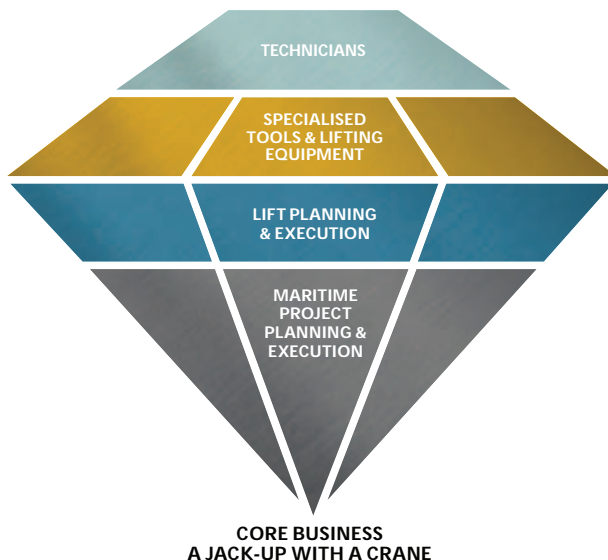 TECHNICIANS
SPECIALISED
TOOLS & LIFTING
EQUIPMENT
LIFT PLANNING
& EXECUTION
MARITIME
PROJECT
PLANNING &
EXECUTION
CORE BUSINESS
A JACK-UP WITH A CRANE